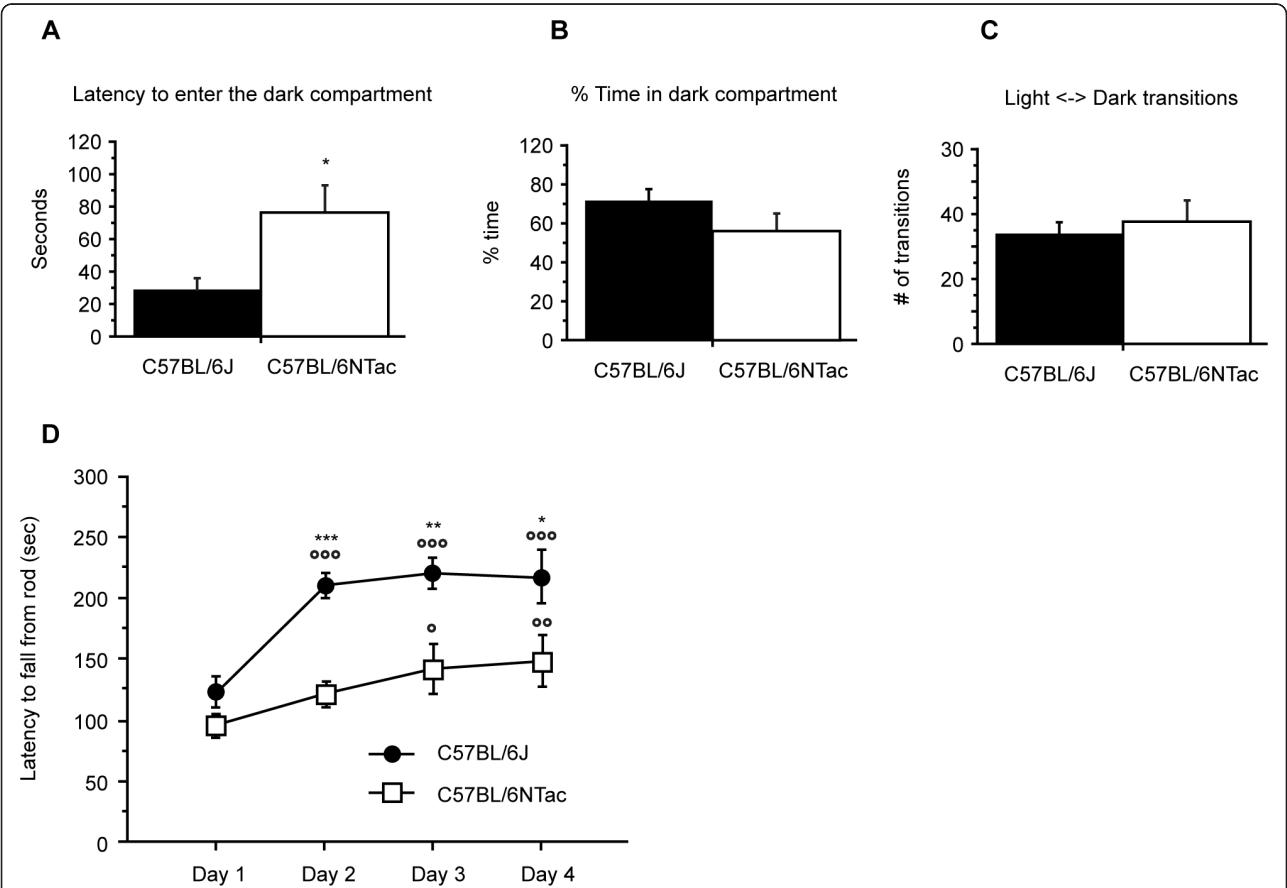 A
B
C
Latency to enter the dark compartment
% Time in dark compartment
Light <-> Dark transitions
Seconds
120
100
80
60
40
20
0
*
C57BL/6J
C57BL/6NTac
% time
120
80
60
40
20
0
C57BL/6J
C57BL/6NTac
# of transitions
30
40
20
0
C57BL/6J
C57BL/6NTac
D
Latency to fall from rod (sec)
300
250
200
150
100
50
0
***
°°°
**
°°°
*
°°°
°
°°
C57BL/6J
C57BL/6NTac
Day 1
Day 2
Day 3
Day 4